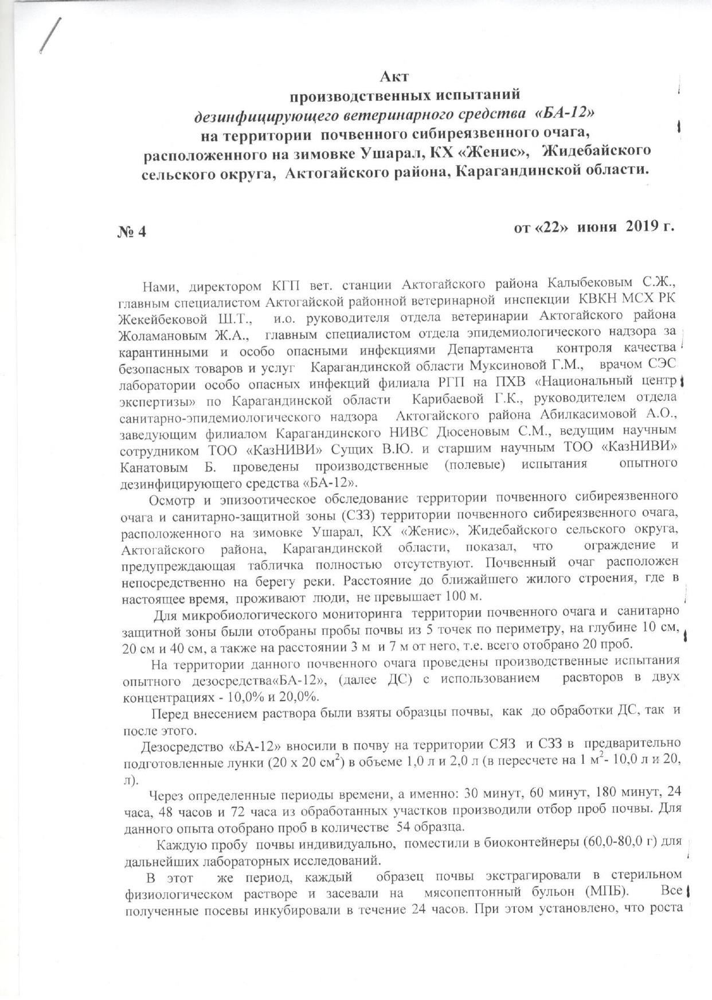 Акт
производственных испытаний
дезинфицирующего ветеринарного средства «БА-12»
на территории почвенного сибиреязвенного очага,
расположенного на зимовке Ушарал, КХ «Женис», Жидебайского
сельского округа, Актогайского района, Карагандинской области.
№ 4
от «22» июня 2019 г.
Нами, директором КГП вет. станции Актогайского района Калыбековым С.Ж.,
главным специалистом Актогайской районной ветеринарной инспекции КВКН МСХ РК
Жекейбековой Ш.Т., и.о. руководителя отдела ветеринарии Актогайского района
Жоламановым Ж.А., главным специалистом отдела эпидемиологического надзора за
карантинными и особо опасными инфекциями Департамента контроля качества
безопасных товаров и услуг Карагандинской области Муксиновой Г.М., врачом СЭС
лаборатории особо опасных инфекций филиала РГП на ПХВ «Национальный центр
экспертизы» по Карагандинской области Карибаевой Г.К., руководителем отдела
санитарно-эпидемиологического надзора Актогайского района Абилкасимовой А.О.,
заведующим филиалом Карагандинского НИВС Дюсеновым С.М., ведущим научным
сотрудником ТОО «КазНИВИ» Сущих В.Ю. и старшим научным ТОО «КазНИВИ»
Канатовым Б. проведены производственные (полевые) испытания опытного
дезинфицирующего средства «БА-12».
Осмотр и эпизоотическое обследование территории почвенного сибиреязвенного
очага и санитарно-защитной зоны (СЗЗ) территории почвенного сибиреязвенного очага,
расположенного на зимовке Ушарал, КХ «Женис», Жидебайского сельского округа,
Актогайского района, Карагандинской области, показал, что ограждение и
предупреждающая табличка полностью отсутствуют. Почвенный очаг расположен
непосредственно на берегу реки. Расстояние до ближайшего жилого строения, где в
настоящее время, проживают люди, не превышает 100 м.
Для микробиологического мониторинга территории почвенного очага и санитарно
защитной зоны были отобраны пробы почвы из 5 точек по периметру, на глубине 10 см,
20 см и 40 см, а также на расстоянии 3 м и 7 м от него, т.е. всего отобрано 20 проб.
На территории данного почвенного очага проведены производственные испытания
опытного дезосредства«БА-12», (далее ДС) с использованием расвторов в двух
концентрациях - 10,0% и 20,0%.
Перед внесением раствора были взяты образцы почвы, как до обработки ДС, так и
после этого.
Дезосредство «БА-12» вносили в почву на территории СЯЗ и СЗЗ в предварительно
подготовленные лунки (20 х 20 см²) в объеме 1,0 л и 2,0 л (в пересчете на 1 м²- 10,0 л и 20,
л).
Через определенные периоды времени, а именно: 30 минут, 60 минут, 180 минут, 24
часа, 48 часов и 72 часа из обработанных участков производили отбор проб почвы. Для
данного опыта отобрано проб в количестве 54 образца.
Каждую пробу почвы индивидуально, поместили в биоконтейнеры (60,0-80,0 г) для
дальнейших лабораторных исследований.
В этот же период, каждый образец почвы экстрагировали в стерильном
физиологическом растворе и засевали на мясопептонный бульон (МПБ). Все
полученные посевы инкубировали в течение 24 часов. При этом установлено, что роста